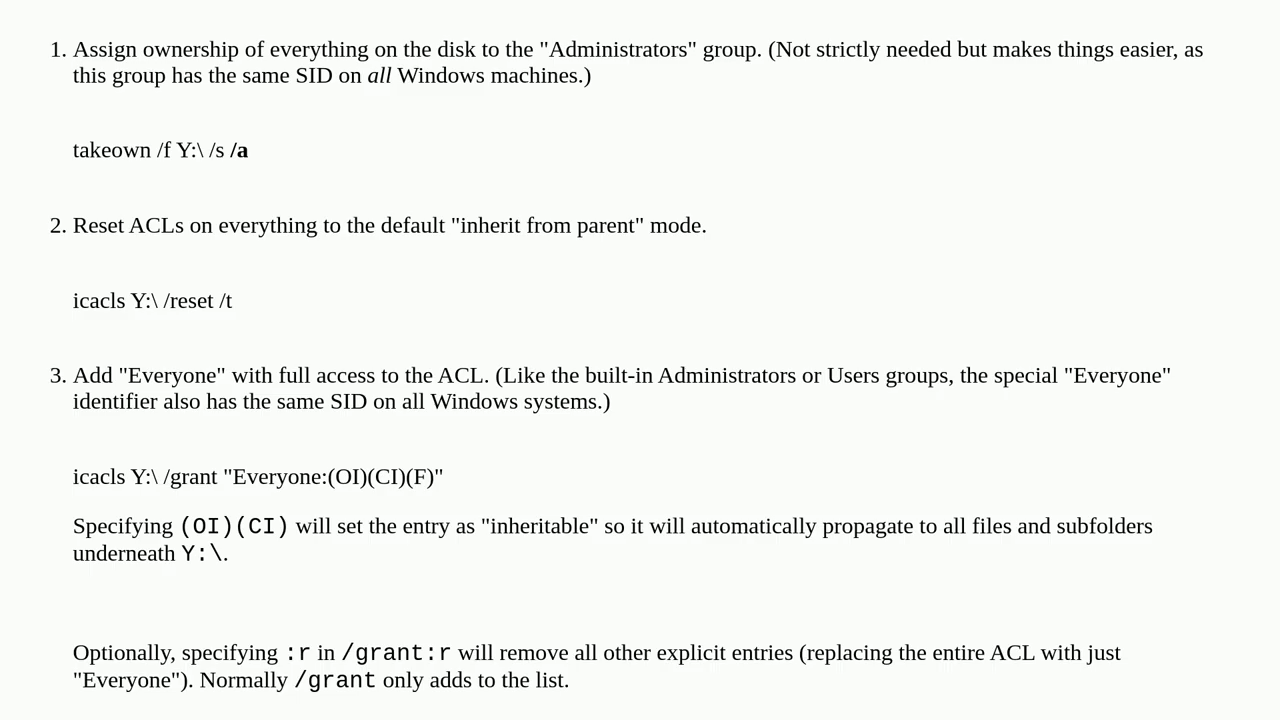 1. Assign ownership of everything on the disk to the "Administrators" group. (Not strictly needed but makes things easier, as
this group has the same SID on all Windows machines.)
takeown /f Y:\ /s /a
2. Reset ACLs on everything to the default "inherit from parent" mode.
icacls Y:\ /reset /t
3. Add "Everyone" with full access to the ACL. (Like the built-in Administrators or Users groups, the special "Everyone"
identifier also has the same SID on all Windows systems.)
icacls Y:\ /grant "Everyone:(OI)(CI)(F)"
Specifying (OI)(CI) will set the entry as "inheritable" so it will automatically propagate to all files and subfolders
underneath Y:\.
Optionally, specifying :r in /grant:r will remove all other explicit entries (replacing the entire ACL with just
"Everyone"). Normally /grant only adds to the list.